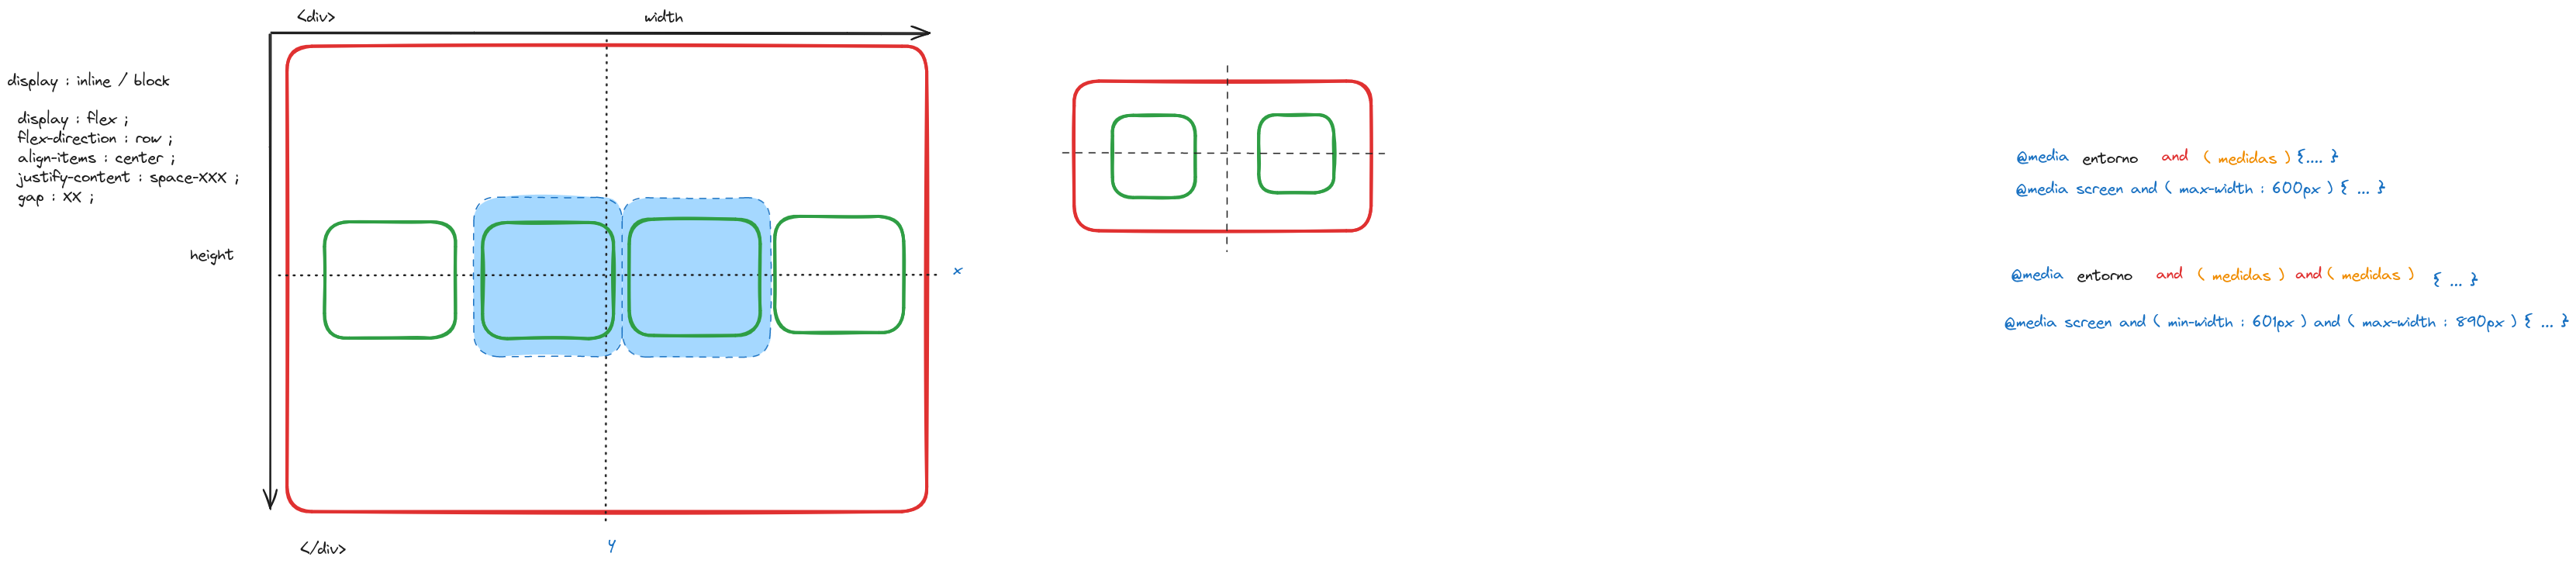 <div>
width
display : inline / block
display : flex ;
flex-direction : row ;
align-items : center ;
justify-content : space-XXX ;
gap : XX ;
height
x
</div>
y
@media entorno and ( medidas ) {.... }
@media screen and ( max-width : 600px ) { ... }
@media entorno and ( medidas ) and ( medidas ) { ... }
@media screen and ( min-width : 601px ) and ( max-width : 890px ) { ... }